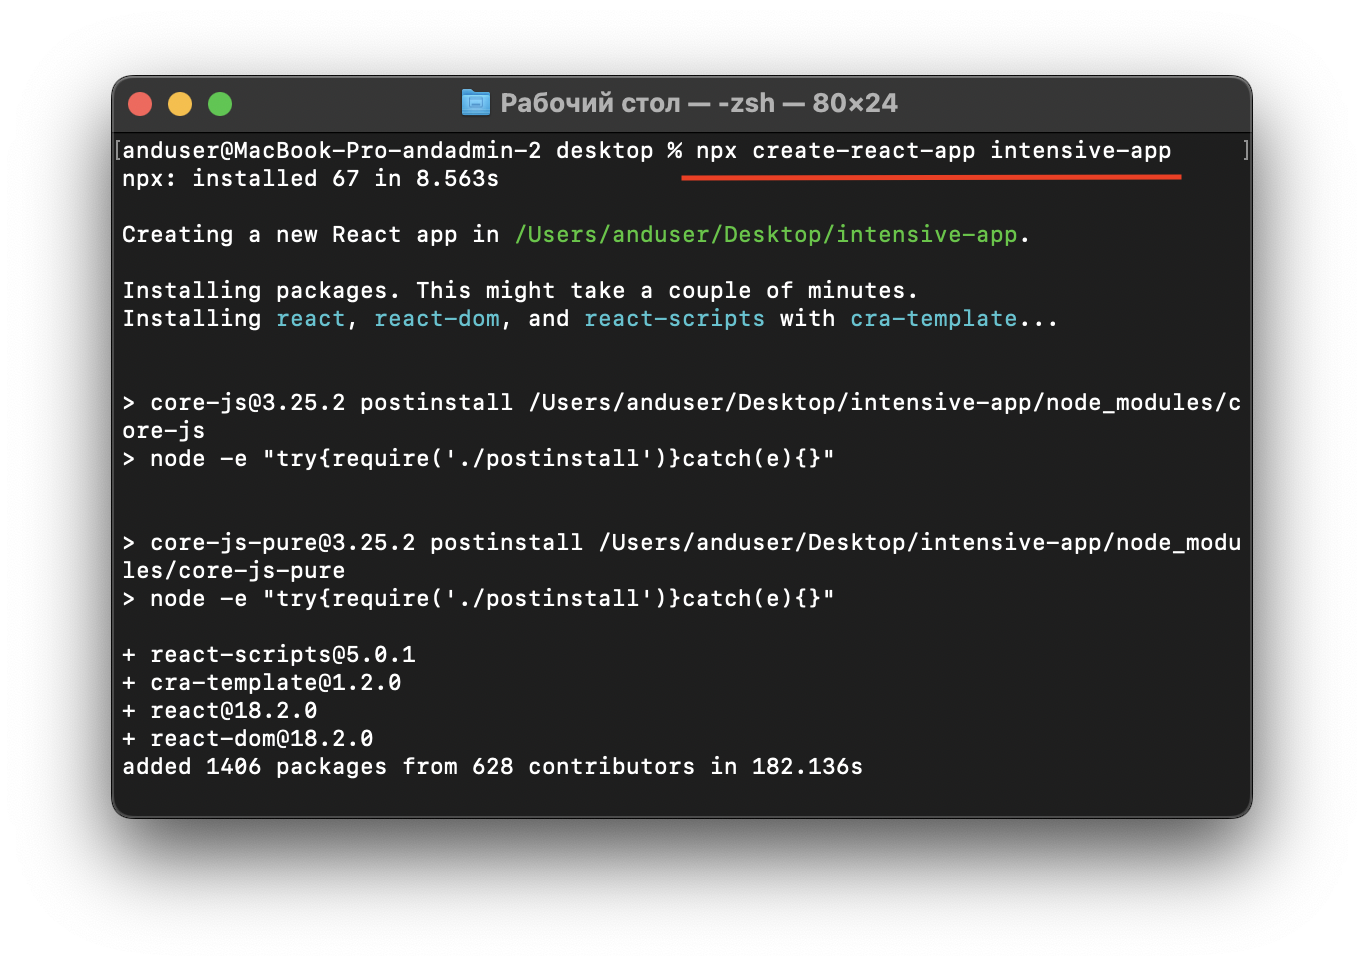 Рабочий стол — -zsh — 80×24
[anduser@MacBook-Pro-andadmin-2 desktop % npx create-react-app intensive-app ]
npx: installed 67 in 8.563s
Creating a new React app in /Users/anduser/Desktop/intensive-app.
Installing packages. This might take a couple of minutes.
Installing react, react-dom, and react-scripts with cra-template...
> core-js@3.25.2 postinstall /Users/anduser/Desktop/intensive-app/node_modules/c
ore-js
> node -e "try{require('./postinstall')}catch(e){}"
> core-js-pure@3.25.2 postinstall /Users/anduser/Desktop/intensive-app/node_modu
les/core-js-pure
> node -e "try{require('./postinstall')}catch(e){}"
+ react-scripts@5.0.1
+ cra-template@1.2.0
+ react@18.2.0
+ react-dom@18.2.0
added 1406 packages from 628 contributors in 182.136s